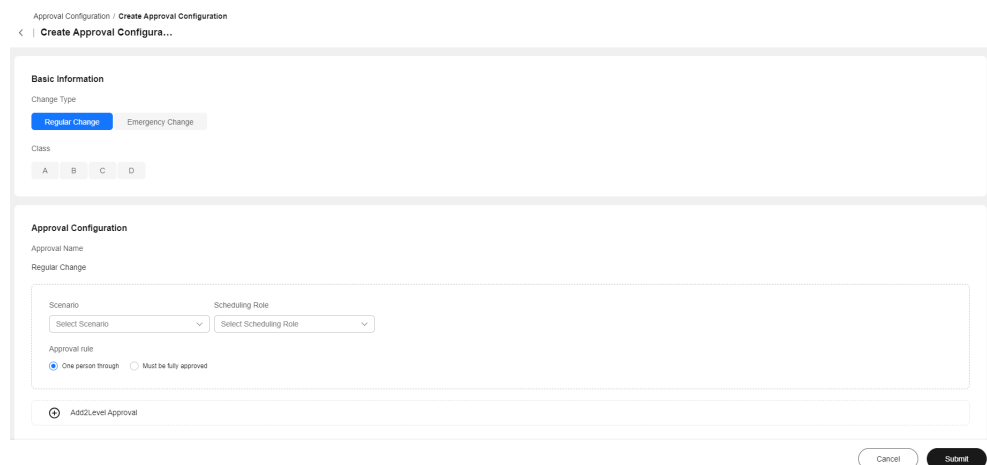 Approval Configuration / Create Approval Configuration
< | Create Approval Configura...
Basic Information
Change Type
Regular Change Emergency Change
Class
A B C D
Approval Configuration
Approval Name
Regular Change
Scenario Scheduling Role
Select Scenario Select Scheduling Role
Approval rule
One person through Must be fully approved
Add2Level Approval
Cancel Submit